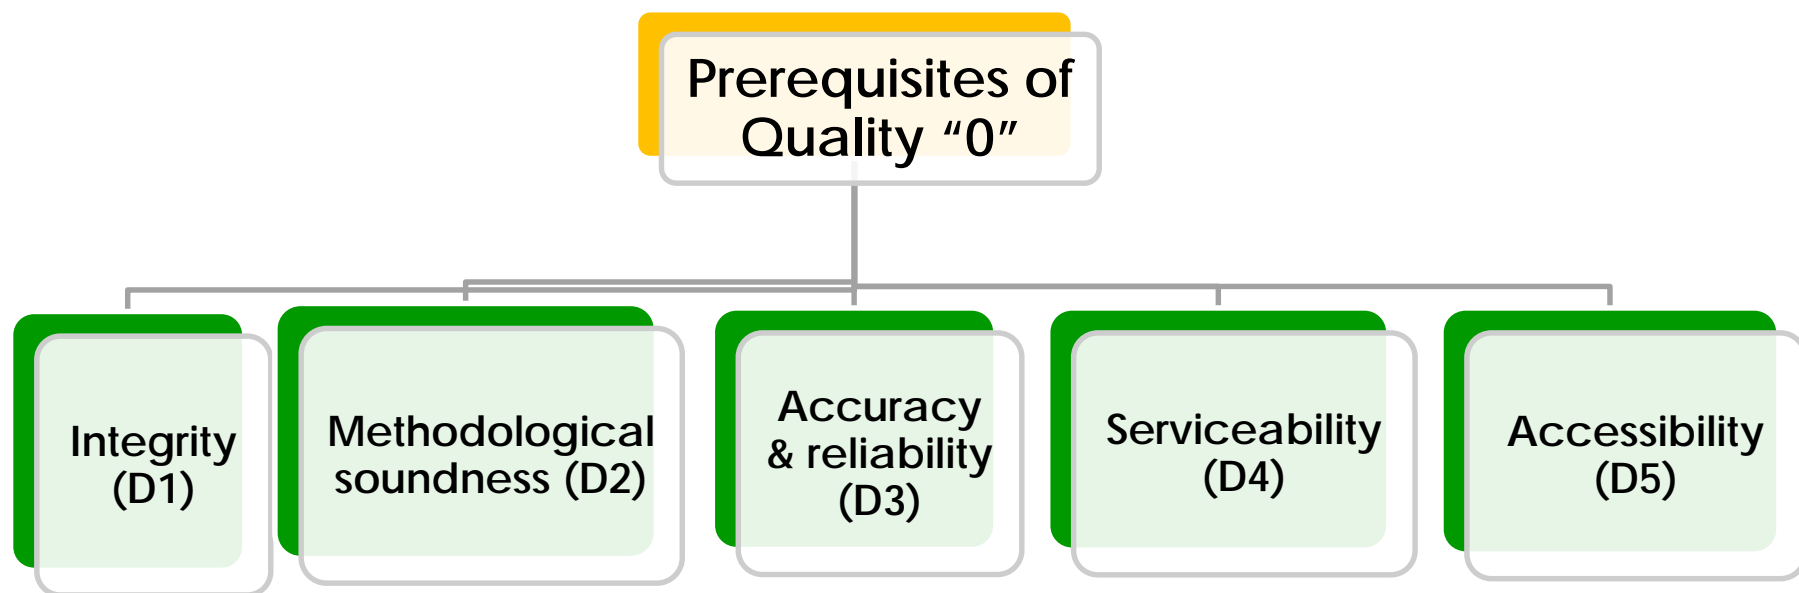 Prerequisites of
Quality “0”
Integrity
(D1)
Methodological
soundness (D2)
Accuracy
& reliability
(D3)
Serviceability
(D4)
Accessibility
(D5)